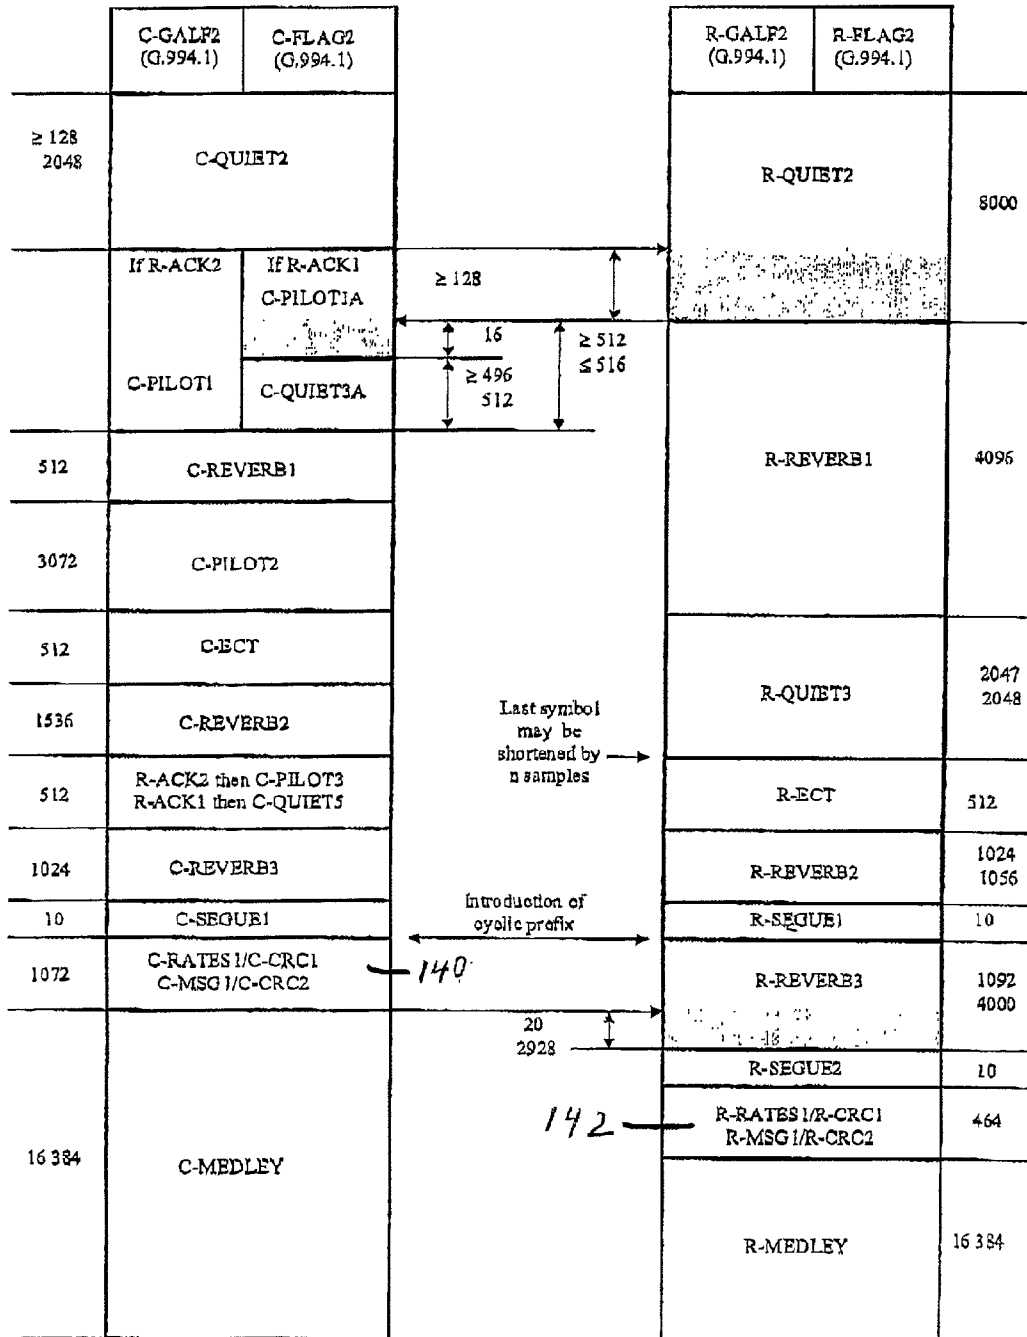 C-GALF2
(G.994.1)
C-FLAG2
(G.994.1)
R-GALF2
(G.994.1)
R-FLAG2
(G.994.1)
≥ 128
2048
C-QUIET2
R-QUIET2
8000
If R-ACK2
If R-ACK1
C-PILOT1A
≥ 128
16
≥ 512
≤ 516
C-PILOT1
C-QUIET3A
≥ 496
512
512
C-REVERB1
R-REVERB1
4096
3072
C-PILOT2
512
C-ECT
R-QUIET3
2047
2048
1536
C-REVERB2
Last symbol
may be
shortened by
n samples
512
R-ACK2 then C-PILOT3
R-ACK1 then C-QUIET5
R-ECT
512
1024
C-REVERB3
R-REVERB2
1024
1056
10
C-SEGUE1
Introduction of
cyclic prefix
R-SEGUE1
10
1072
C-RATES1/C-CRC1
C-MSG1/C-CRC2
140
R-REVERB3
1092
4000
20
2928
R-SEGUE2
10
142
R-RATES1/R-CRC1
R-MSG1/R-CRC2
464
16 384
C-MEDLEY
R-MEDLEY
16 384